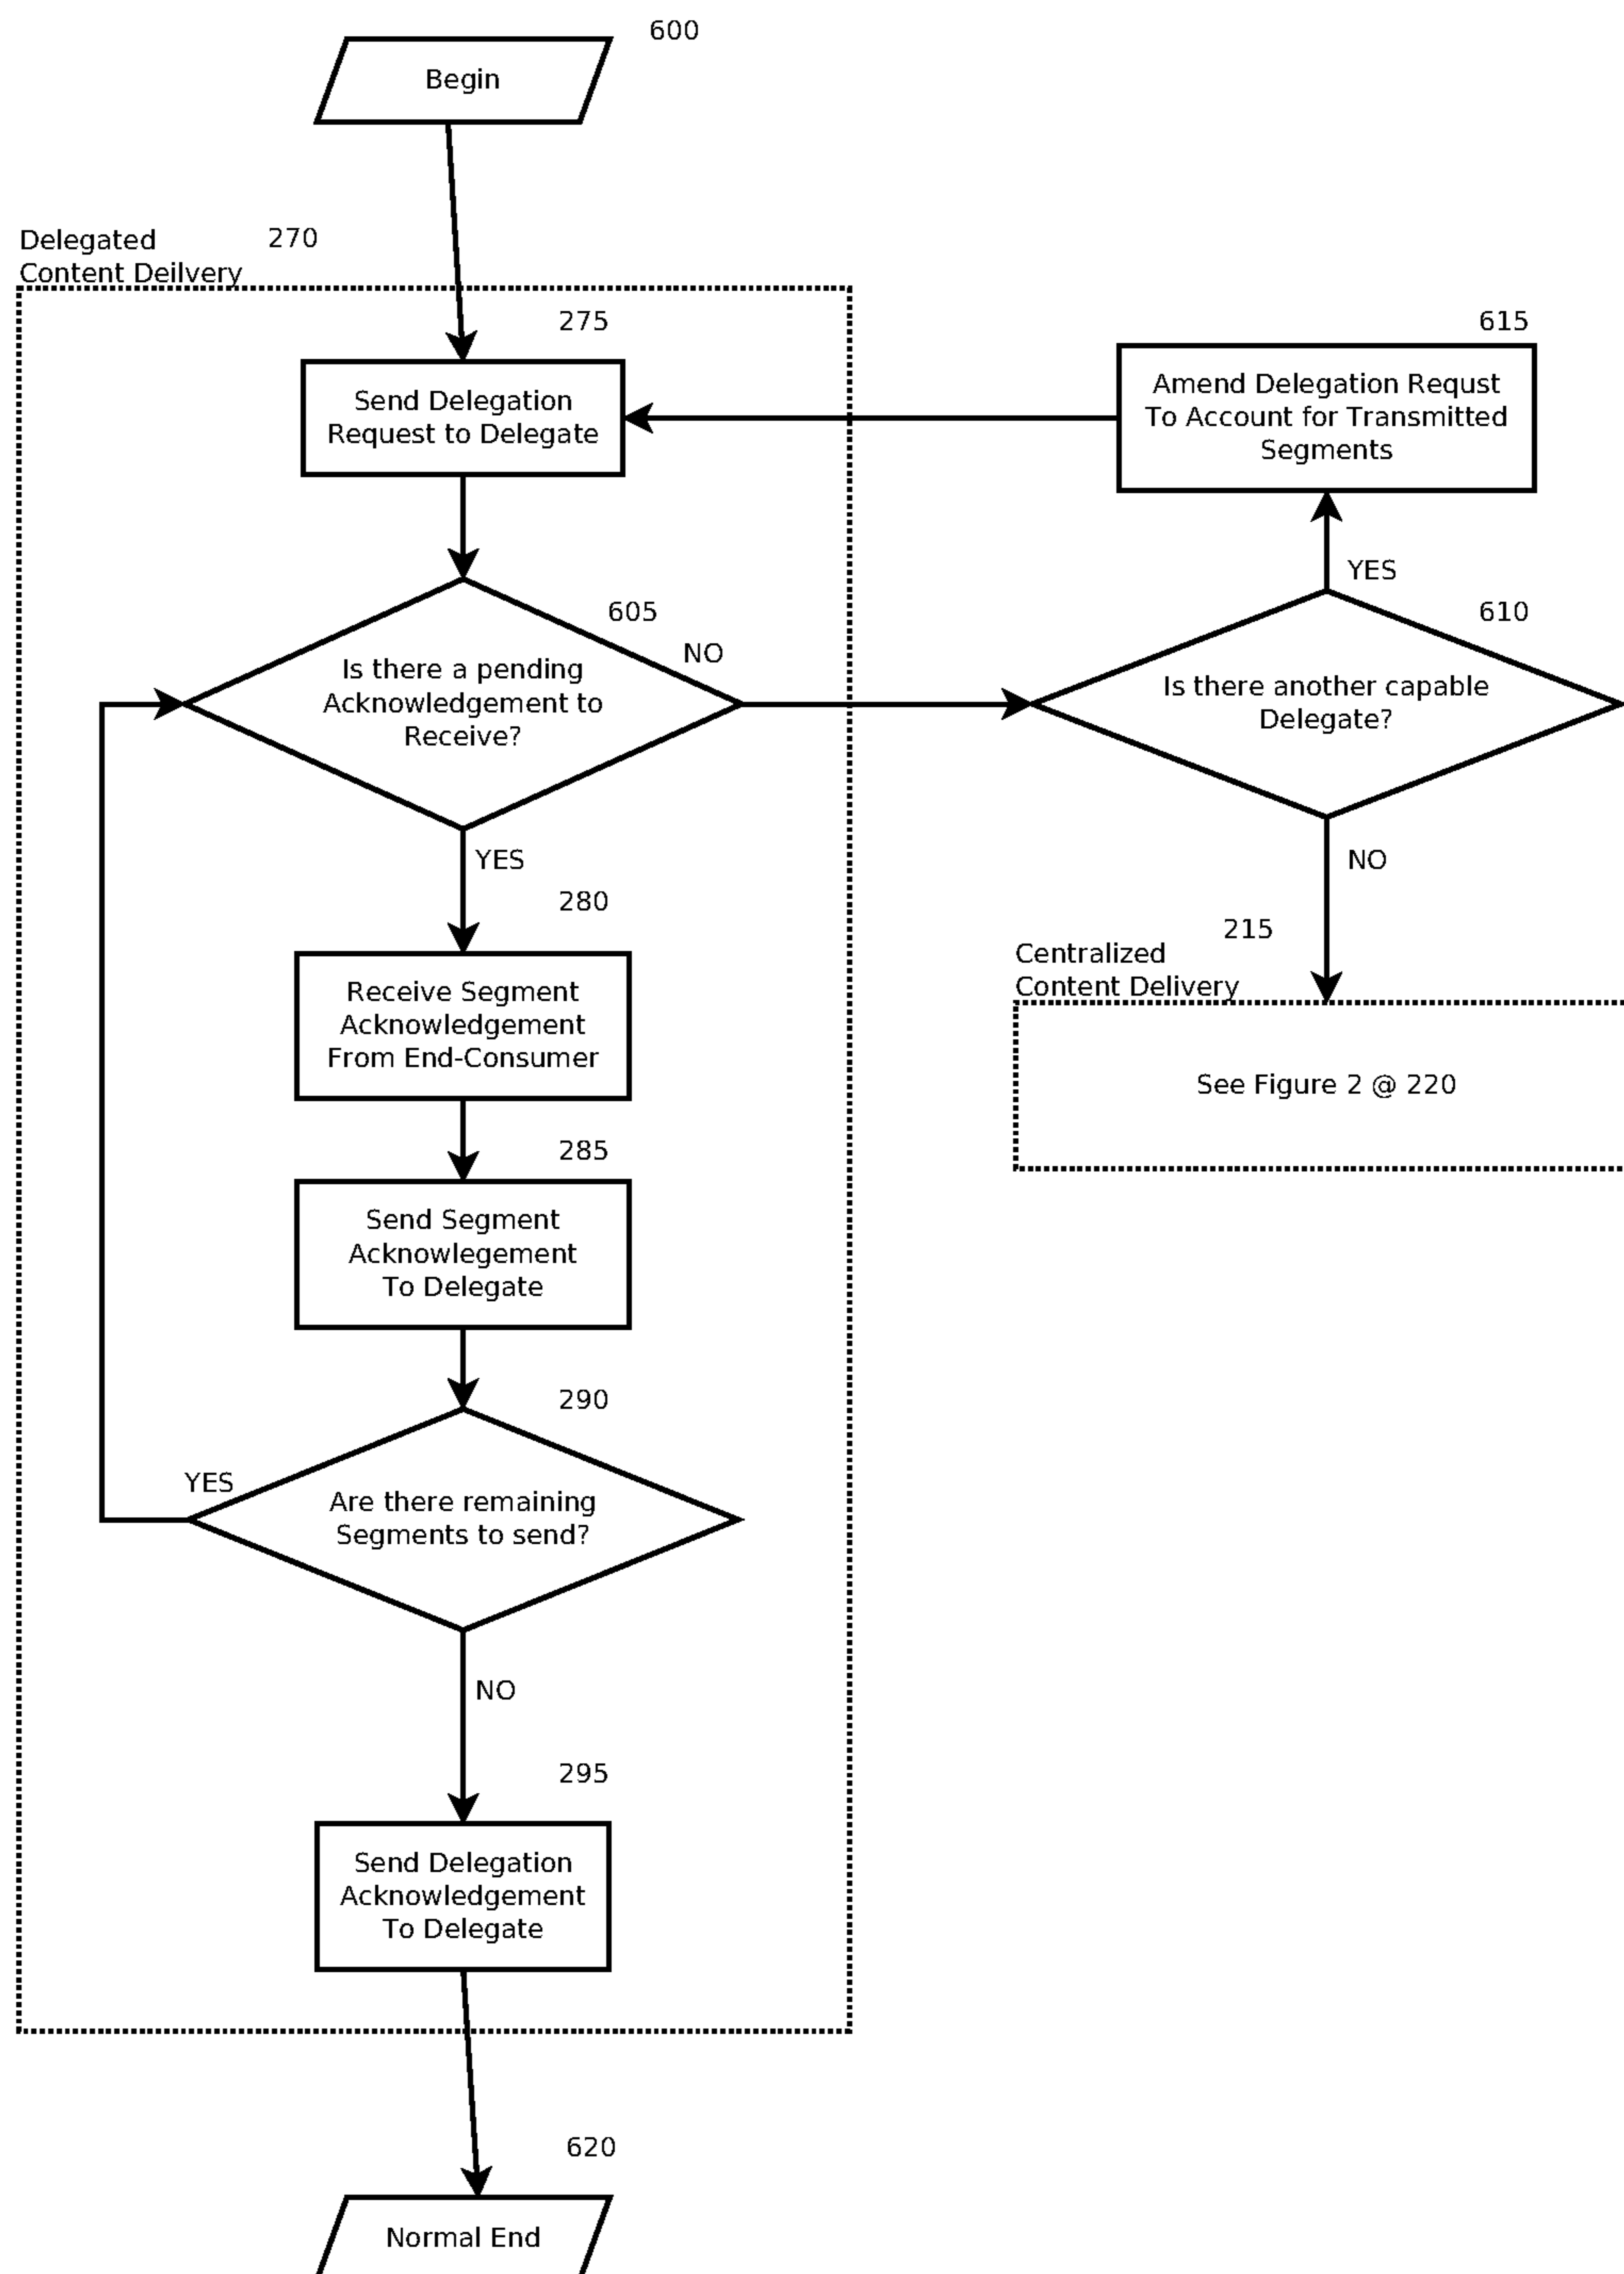 600
Begin
Delegated
Content Deilvery
270
275
Send Delegation
Request to Delegate
615
Amend Delegation Requst
To Account for Transmitted
Segments
YES
605
NO
Is there a pending
Acknowledgement to
Receive?
610
Is there another capable
Delegate?
YES
280
NO
215
Centralized
Content Delivery
See Figure 2 @ 220
Receive Segment
Acknowledgement
From End-Consumer
285
Send Segment
Acknowlegement
To Delegate
290
YES
Are there remaining
Segments to send?
NO
295
Send Delegation
Acknowledgement
To Delegate
620
Normal End